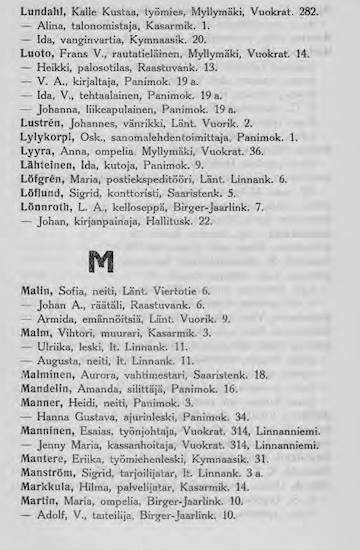 Lundahl, Kalle Kustaa, työmies, Myllymäki, Vuokrat. 282.
— Alina, talonomistaja, Kasarmik. 1.
— Ida, vanginvartia, Kymnaasik. 20.
Luoto, Frans V., rautatieläinen, Myllymäki, Vuokrat. 14.
— Heikki, palosotilas, Raastuvank. 13.
— V. A., kirjaltaja, Panimok. 19 a.
— Ida, V., tehtaalainen, Panimok. 19 a.
— Johanna, liikeapulainen, Panimok. 19 a.
Lustrén, Johannes, vänrikki, Länt. Vuorik. 2.
Lylykorpi, Osk., sanomalehdentoimittaja, Panimok. 1.
Lyyra, Anna, ompelia. Myllymäki, Vuokrat. 36.
Lähteinen, Ida, kutoja, Panimok. 9.
Löfgrén, Maria, postiekspeditööri, Länt. Linnank. 6.
Löflund, Sigrid, konttoristi, Saaristenk. 5.
Lönnroth, L. A., kelloseppä, Birger-Jaarlink. 7.
— Johan, kirjanpainaja, Hallitusk. 22.
M
Malin, Sofia, neiti, Länt. Viertotie 6.
— Johan A., räätäli, Raastuvank. 6.
— Armida, emännöitsiä, Länt. Vuorik. 9.
Malm, Vihtori, muurari, Kasarmik. 3.
— Ulriika, leski, It. Linnank. 11.
— Augusta, neiti, It. Linnank. 11.
Malminen, Aurora, vahtimestari, Saaristenk. 18.
Mandelin, Amanda, silittäjä, Panimok. 16.
Manner, Heidi, neiti, Panimok. 3.
— Hanna Gustava, ajurinleski, Panimok. 34.
Manninen, Esaias, työnjohtaja, Vuokrat. 314, Linnanniemi.
— Jenny Maria, kassanhoitaja, Vuokrat. 314, Linnanniemi.
Mantere, Eriika, työmiehenleski, Kymnaasik. 31.
Manström, Sigrid, tarjoilijatar, It. Linnank. 3 a.
Markkula, Hilma, palvelijatar, Kasarmik. 14.
Martin, Maria, ompelia, Birger-Jaarlink. 10.
— Adolf, V., taiteilija, Birger-Jaarlink. 10.